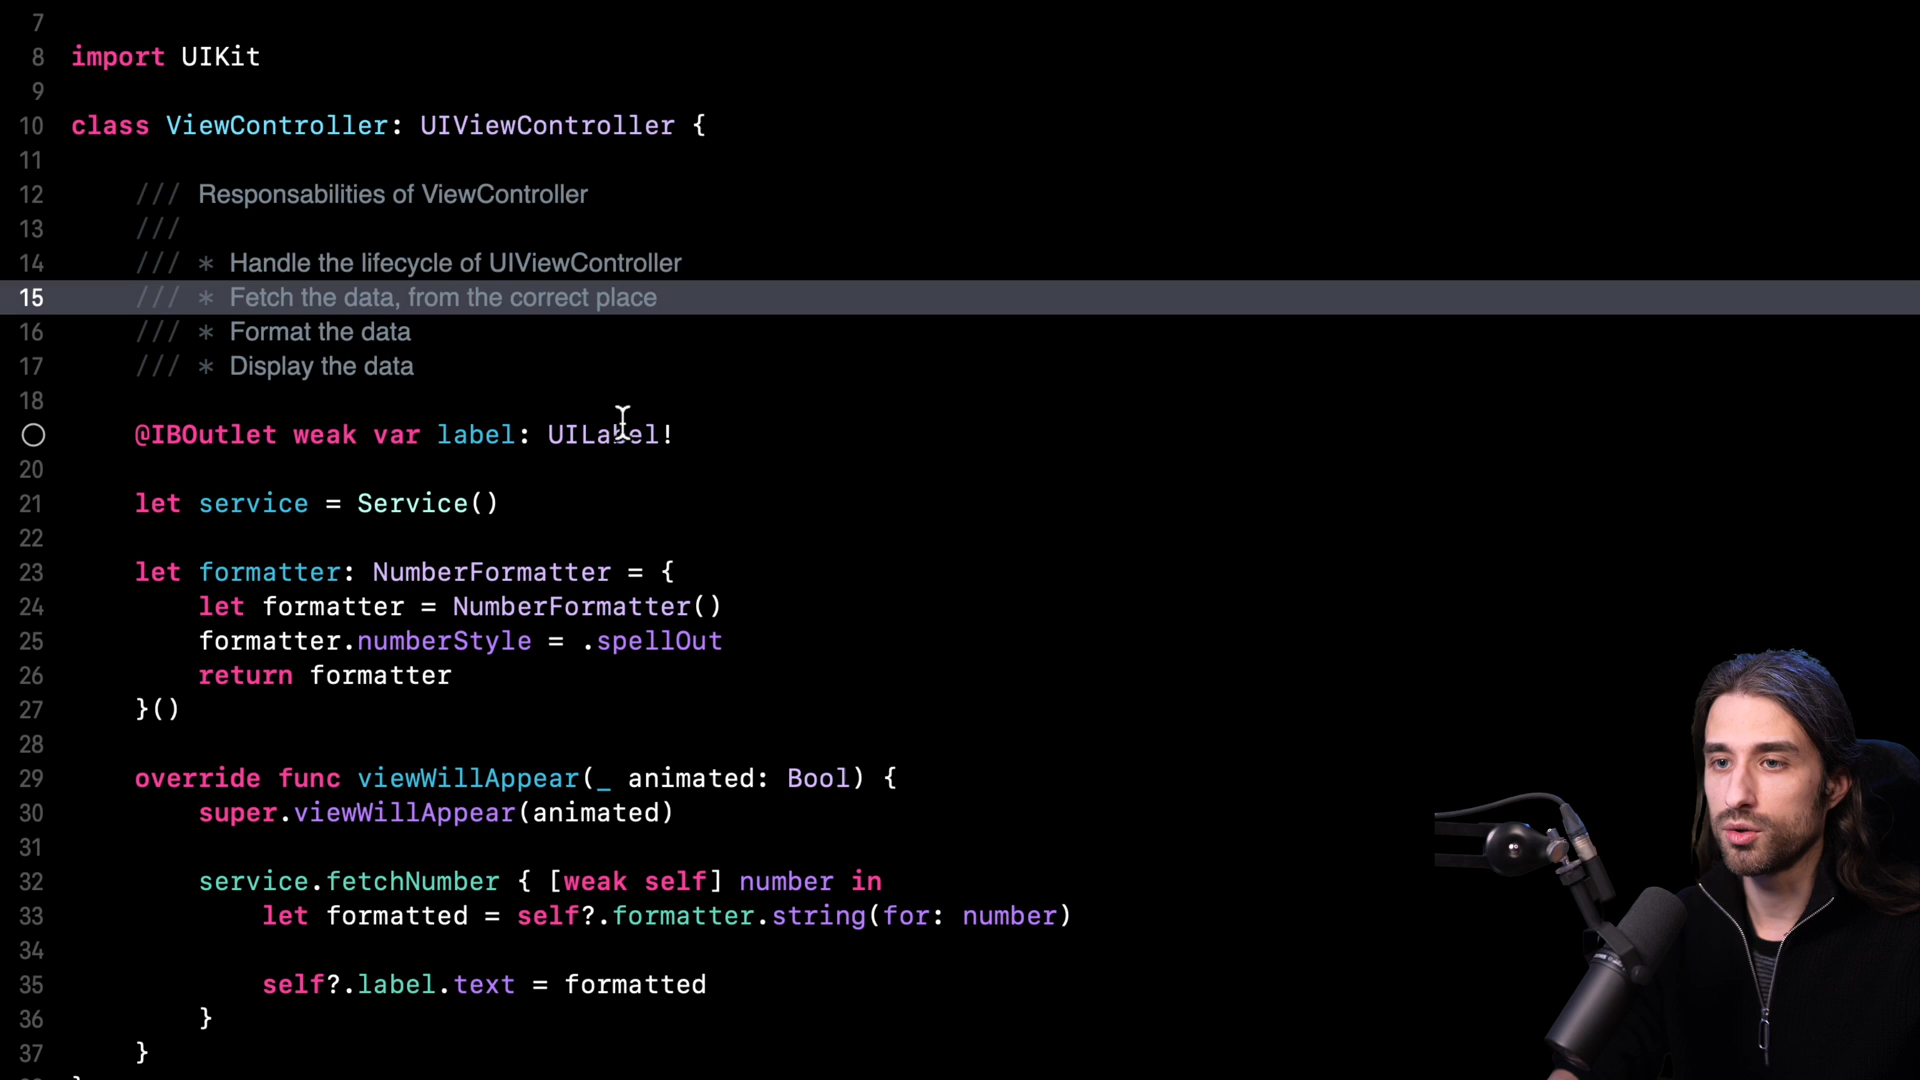 7
8 import UIKit
9
10 class ViewController: UIViewController {
11
12 /// Responsabilities of ViewController
13 ///
14 /// * Handle the lifecycle of UIViewController
15 /// * Fetch the data, from the correct place
16 /// * Format the data
17 /// * Display the data
18
@IBOutlet weak var label: UILabel!
20
21 let service = Service()
22
23 let formatter: NumberFormatter = {
24 let formatter = NumberFormatter()
25 formatter.numberStyle = .spellOut
26 return formatter
27 }()
28
29 override func viewWillAppear(_ animated: Bool) {
30 super.viewWillAppear(animated)
31
32 service.fetchNumber { [weak self] number in
33 let formatted = self?.formatter.string(for: number)
34
35 self?.label.text = formatted
36 }
37 }